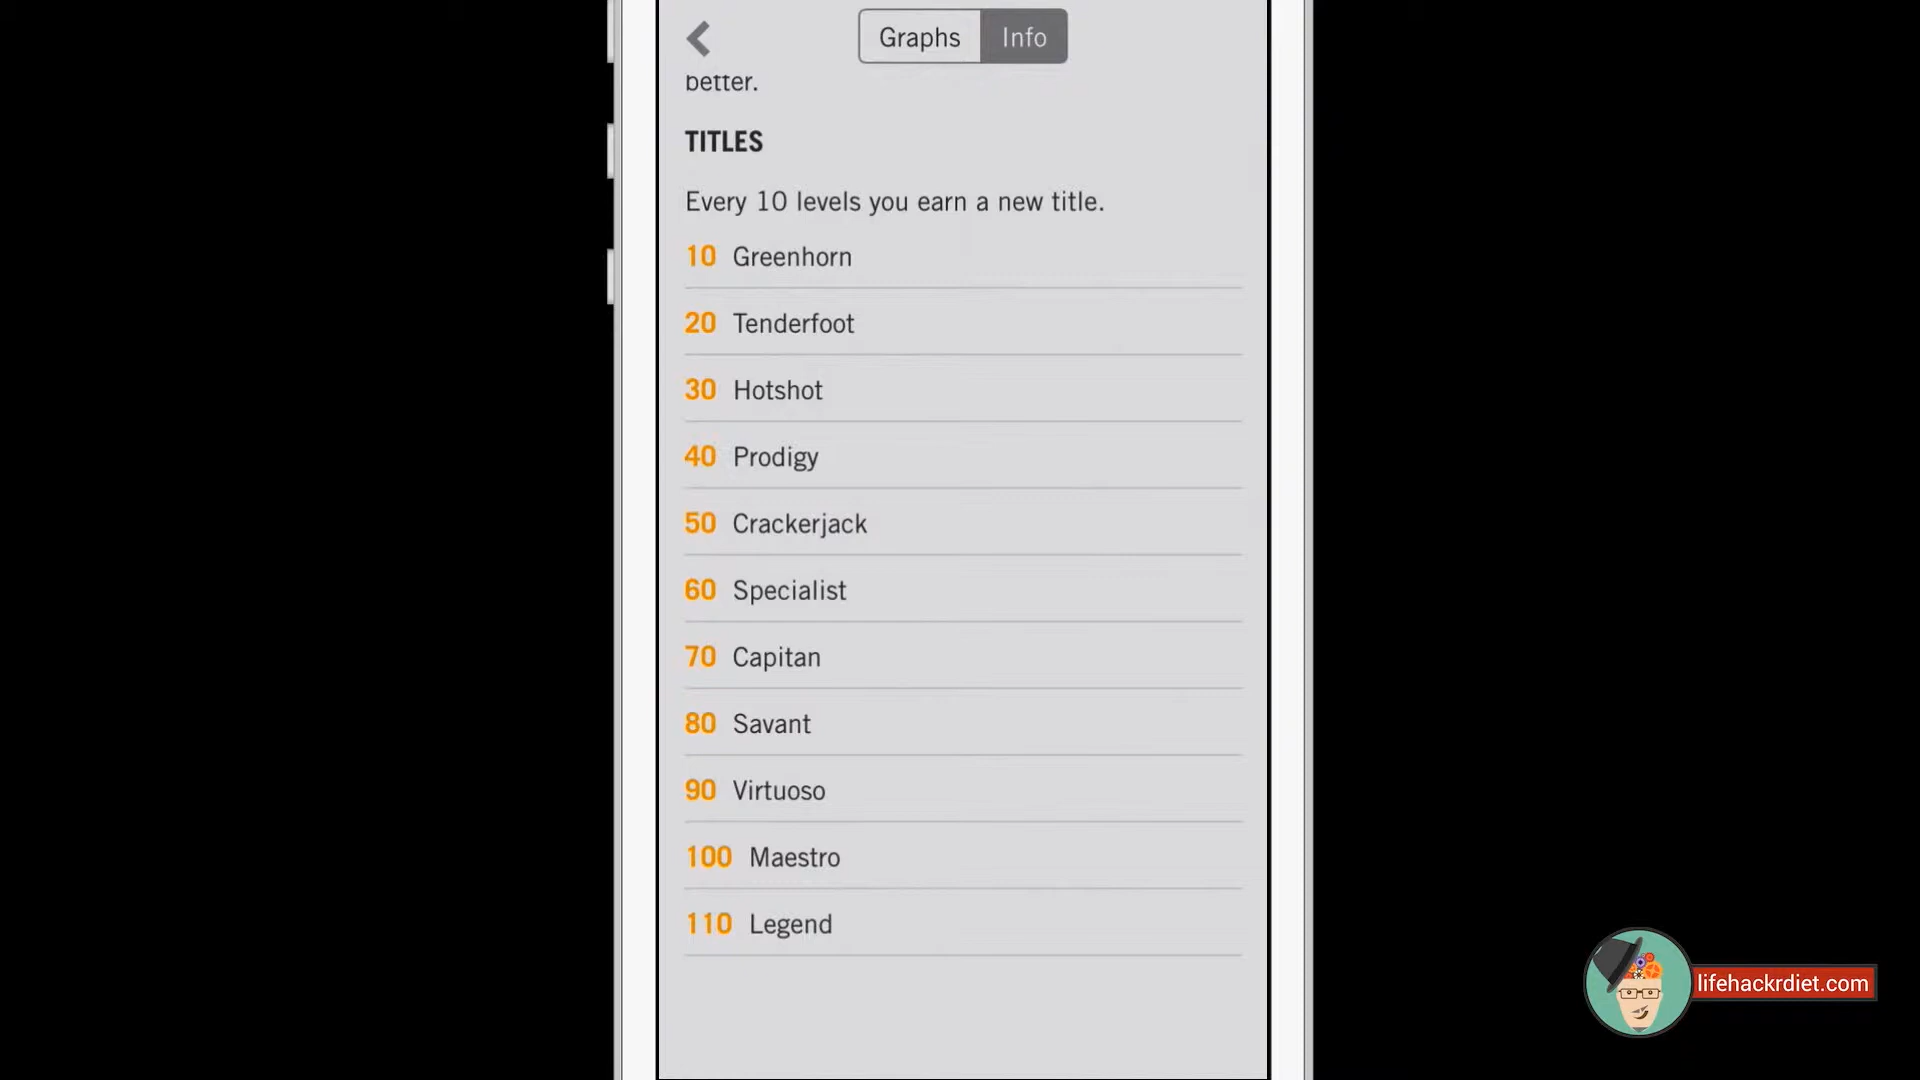 Graphs Info
better.
TITLES
Every 10 levels you earn a new title.
10 Greenhorn
20 Tenderfoot
30 Hotshot
40 Prodigy
50 Crackerjack
60 Specialist
70 Capitan
80 Savant
90 Virtuoso
100 Maestro
110 Legend
lifehackrdiet.com